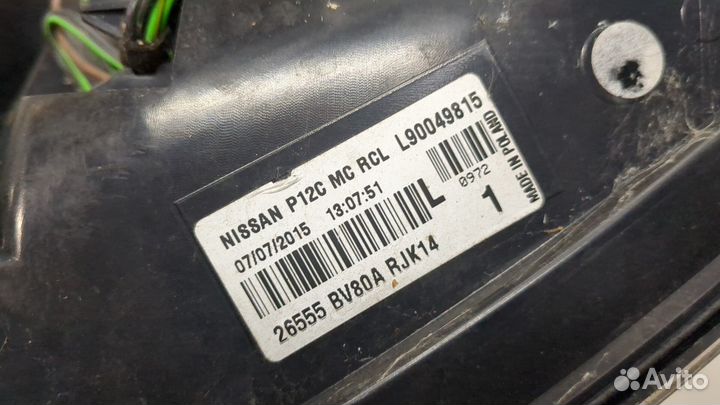 NISSAN P12C MC RCL L90049815
07/07/2015 13:07:51
L
0972
1
MADE IN POLAND
26555 BV80A RJK14
Avito